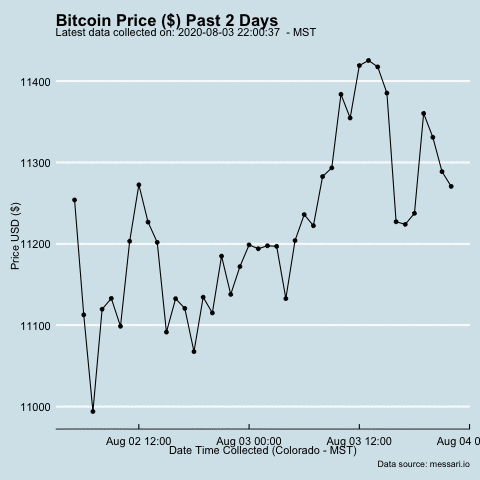 Bitcoin Price ($) Past 2 Days
Latest data collected on: 2020-08-03 22:00:37  - MST
11400
11300
11200
11100
11000
Price USD ($)
Aug 02 12:00 Aug 03 00:00 Aug 03 12:00 Aug 04 0
Date Time Collected (Colorado - MST)
Data source: messari.io